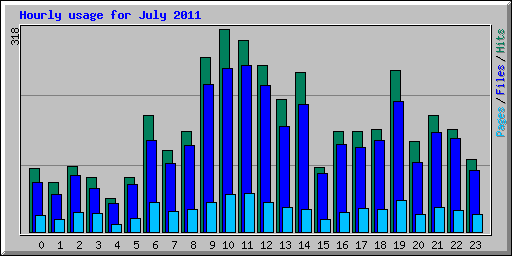 Hourly usage for July 2011
318
Pages / Files / Hits
0 1 2 3 4 5 6 7 8 9 10 11 12 13 14 15 16 17 18 19 20 21 22 23